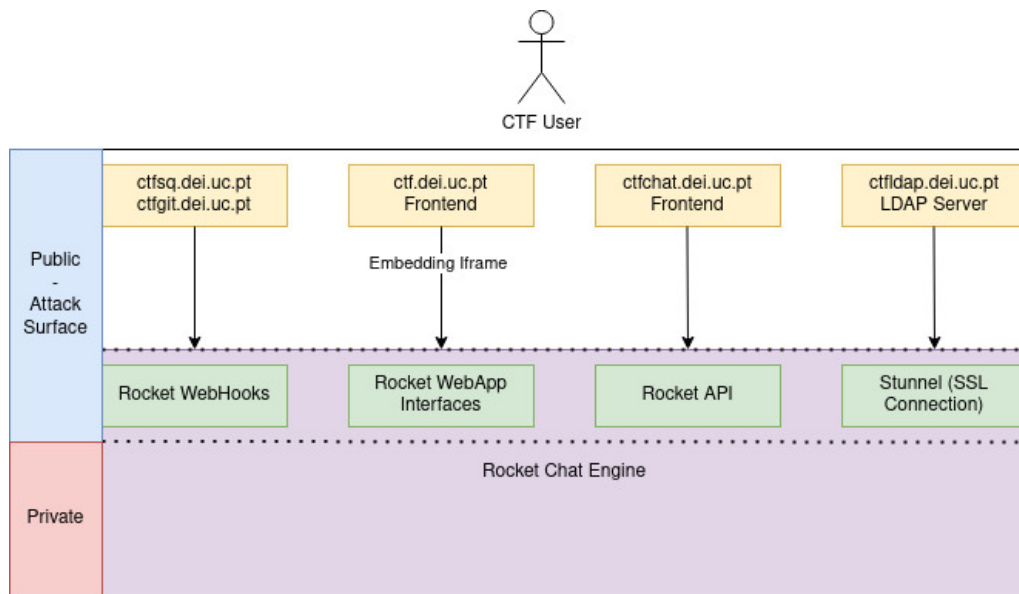 CTF User
ctfsq.dei.uc.pt
ctfgit.dei.uc.pt
ctf.dei.uc.pt
Frontend
ctfchat.dei.uc.pt
Frontend
ctfldap.dei.uc.pt
LDAP Server
Public
-
Attack
Surface
Embedding Iframe
Rocket WebHooks
Rocket WebApp
Interfaces
Rocket API
Stunnel (SSL
Connection)
Rocket Chat Engine
Private